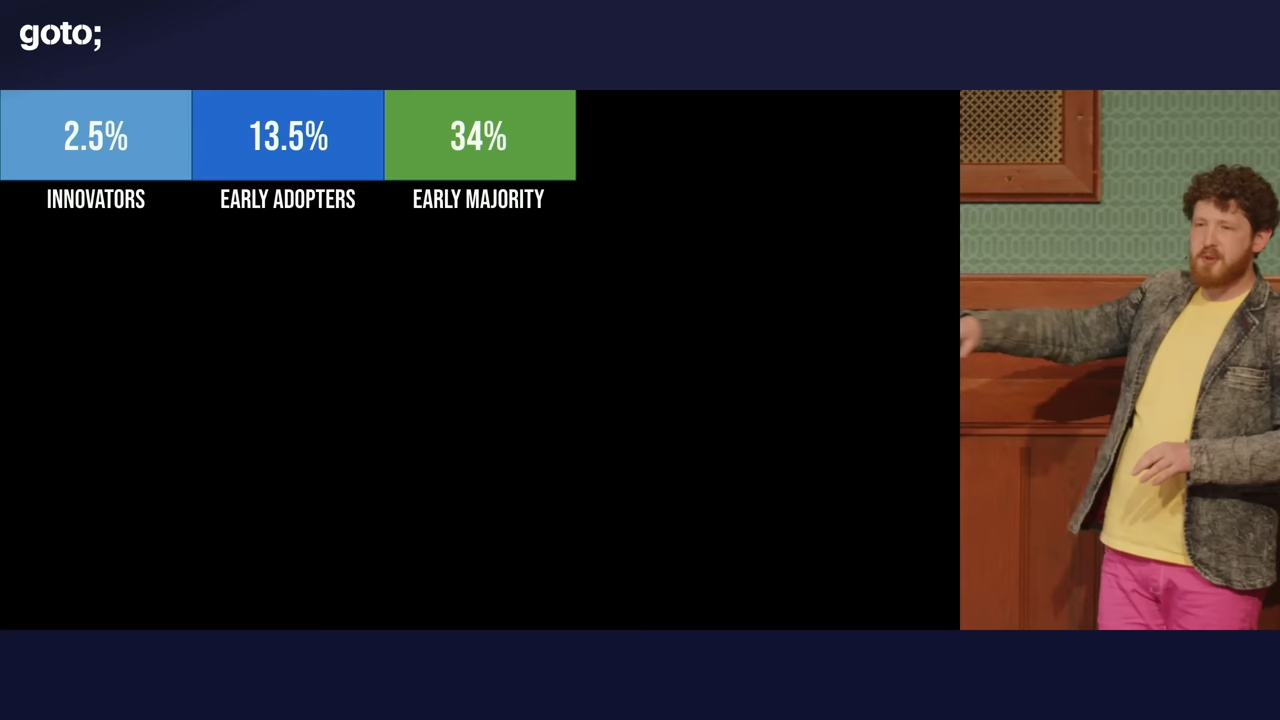 goto;
2.5%
13.5%
34%
INNOVATORS
EARLY ADOPTERS
EARLY MAJORITY